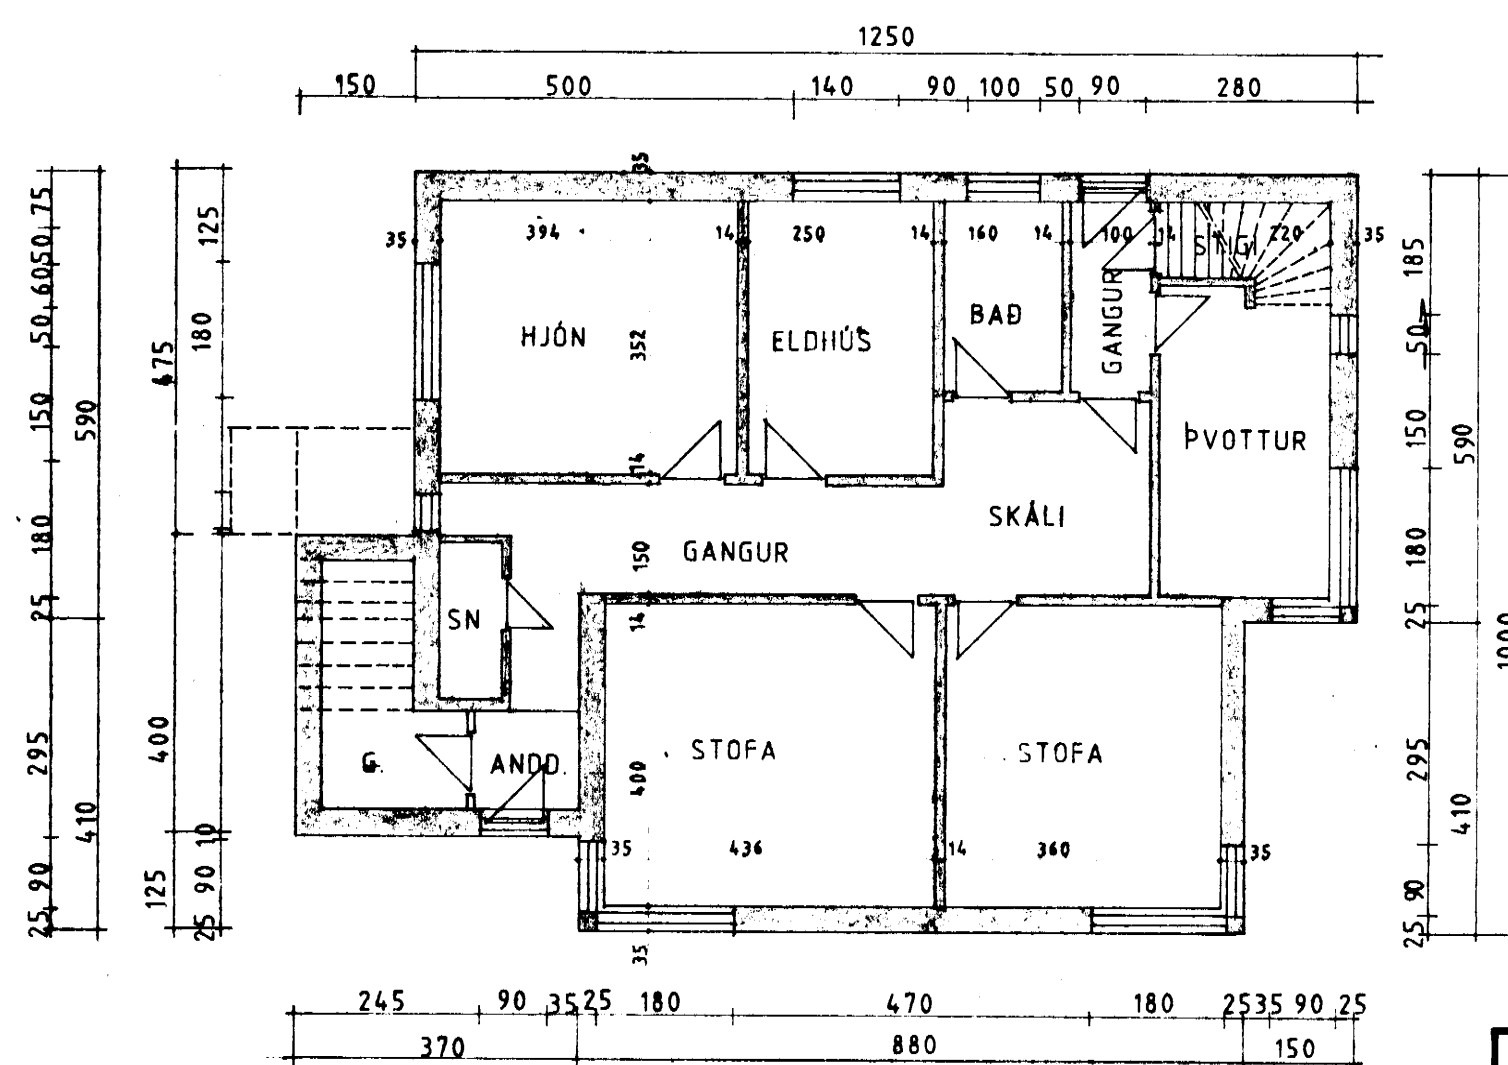 1250
150 500 140 90 100 50 90 280
35
35 394 14 250 14 160 14 100 14 STIGI 220 35
HJÓN 352 ELDHÚS BAÐ GANGUR
ÞVOTTUR
14
SKÁLI
150 GANGUR
SN 14
G. ANDD. 400 STOFA STOFA
35 436 14 360 35
35
75 50 60 50 150 180 25 295 90 25
590 410
475 400 125
125 180 10 90 25
185 50 150 180 25 295 90 25
590 410
1000
245 90 35 25 180 470 180 25 35 90 25
370 880 150